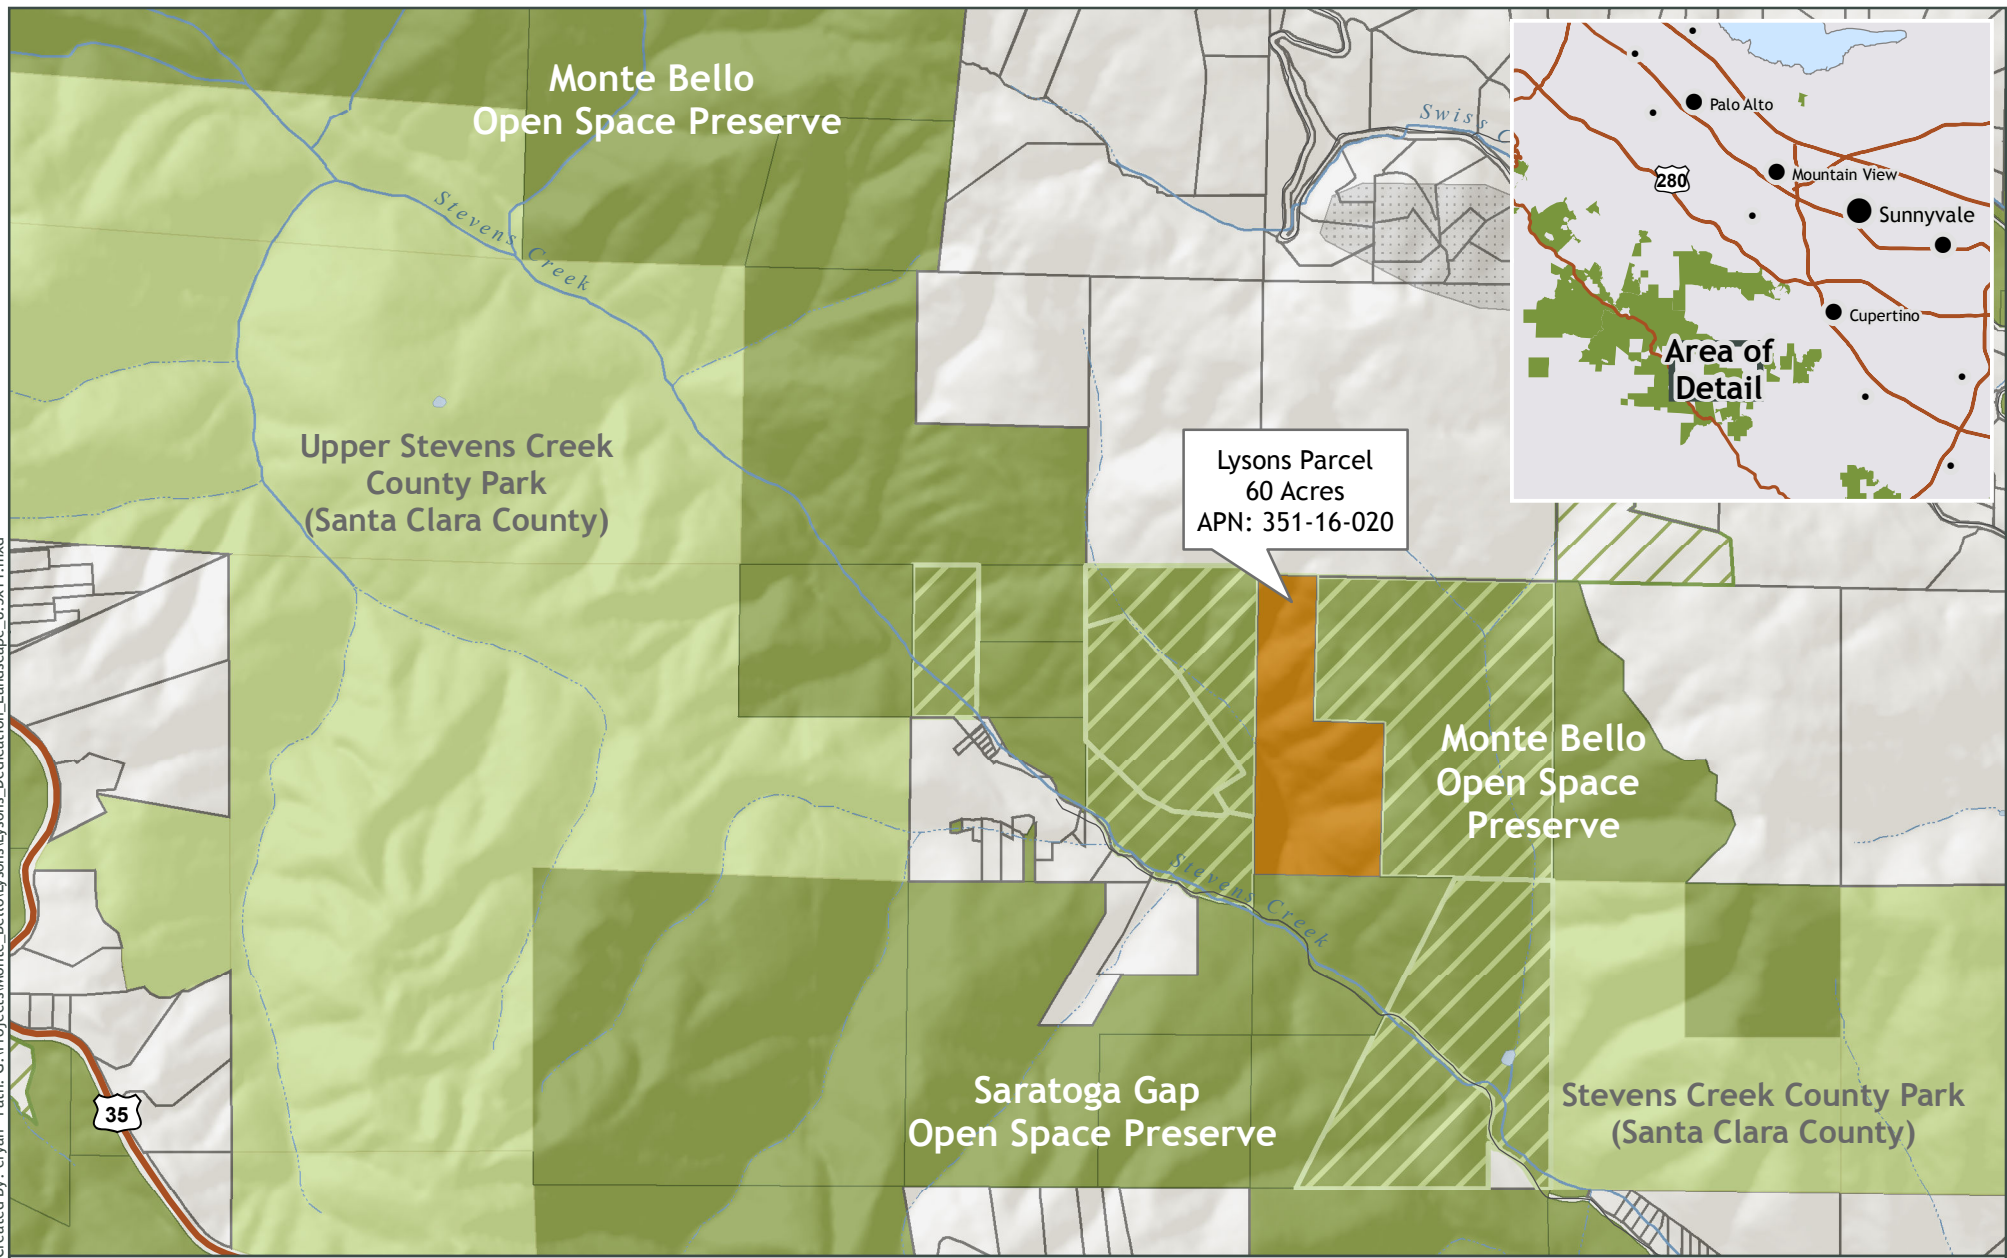 Monte Bello
Open Space Preserve
Stevens Creek
Swiss C
Palo Alto
280
Mountain View
Sunnyvale
Cupertino
Area of
Detail
Upper Stevens Creek
County Park
(Santa Clara County)
Lysons Parcel
60 Acres
APN: 351-16-020
Monte Bello
Open Space
Preserve
Stevens Creek
Saratoga Gap
Open Space Preserve
Stevens Creek County Park
(Santa Clara County)
35